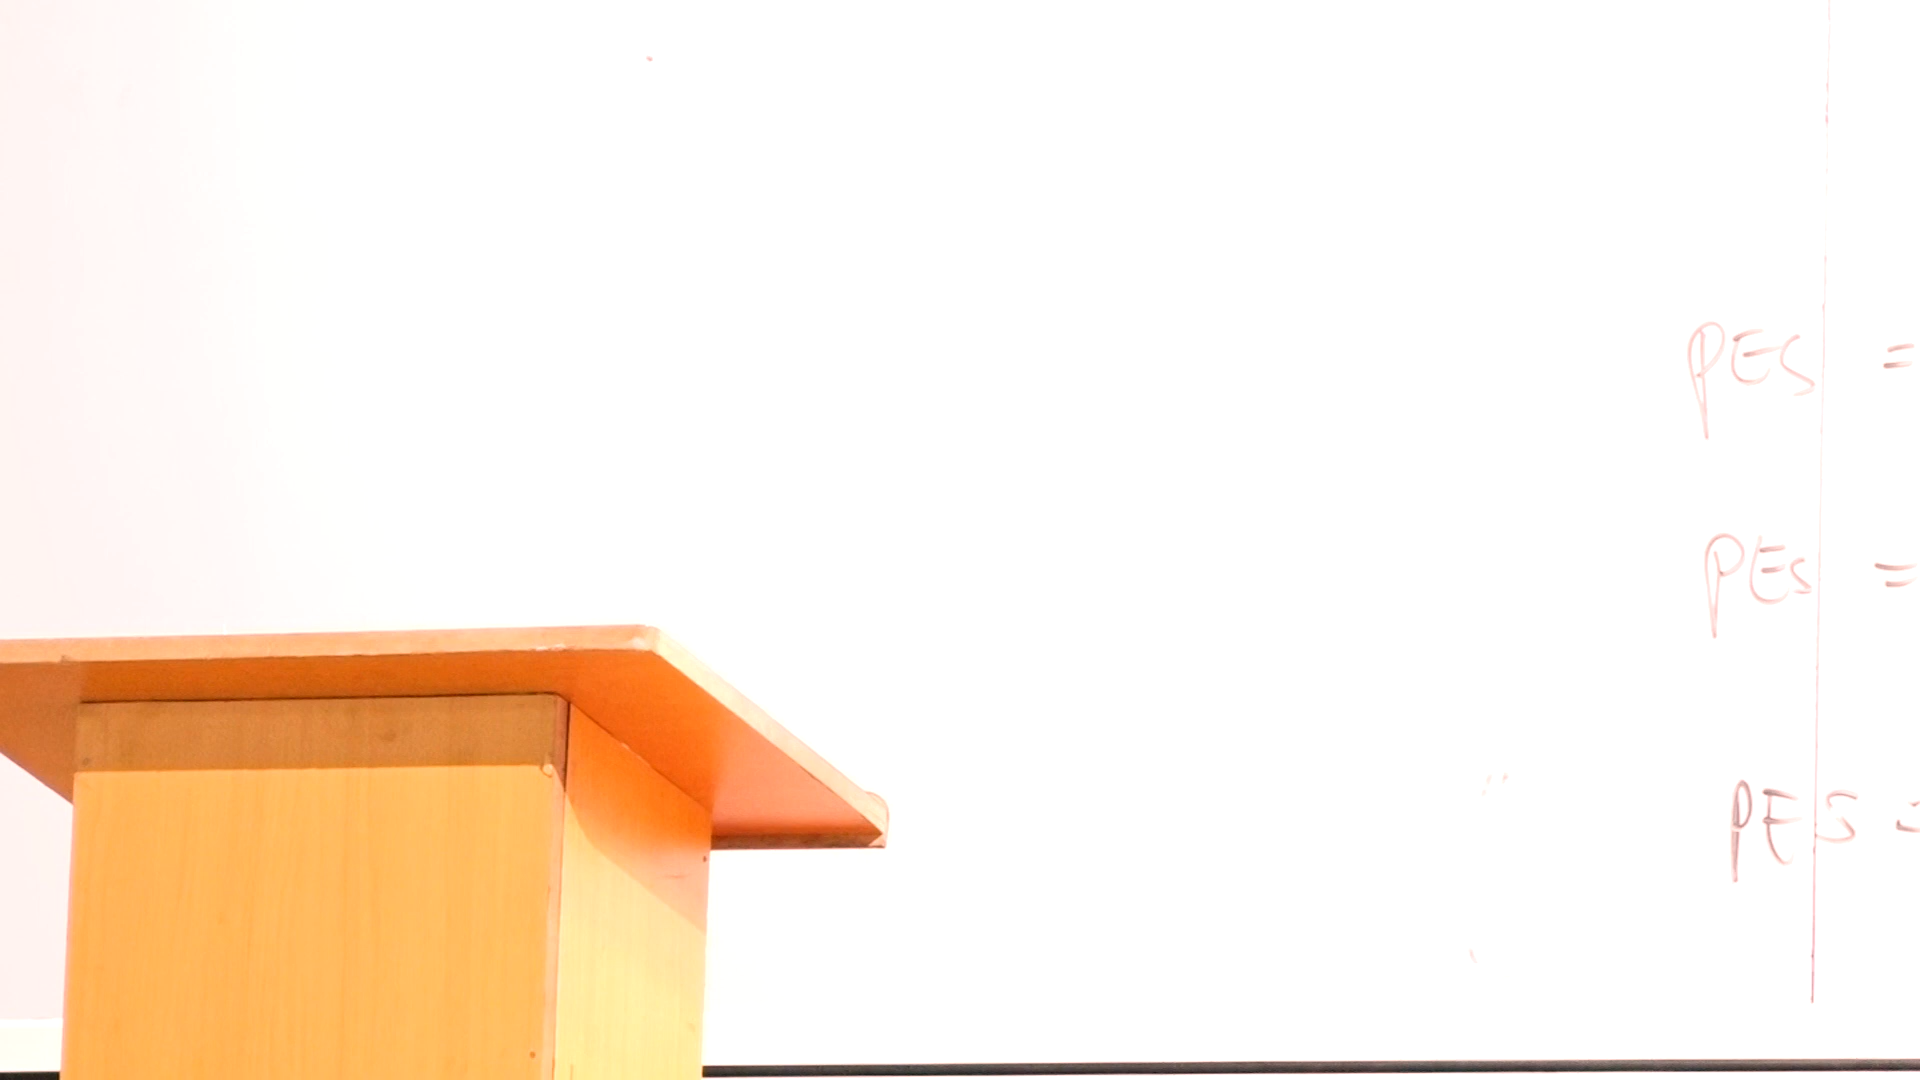 PES =
PES =
PES =